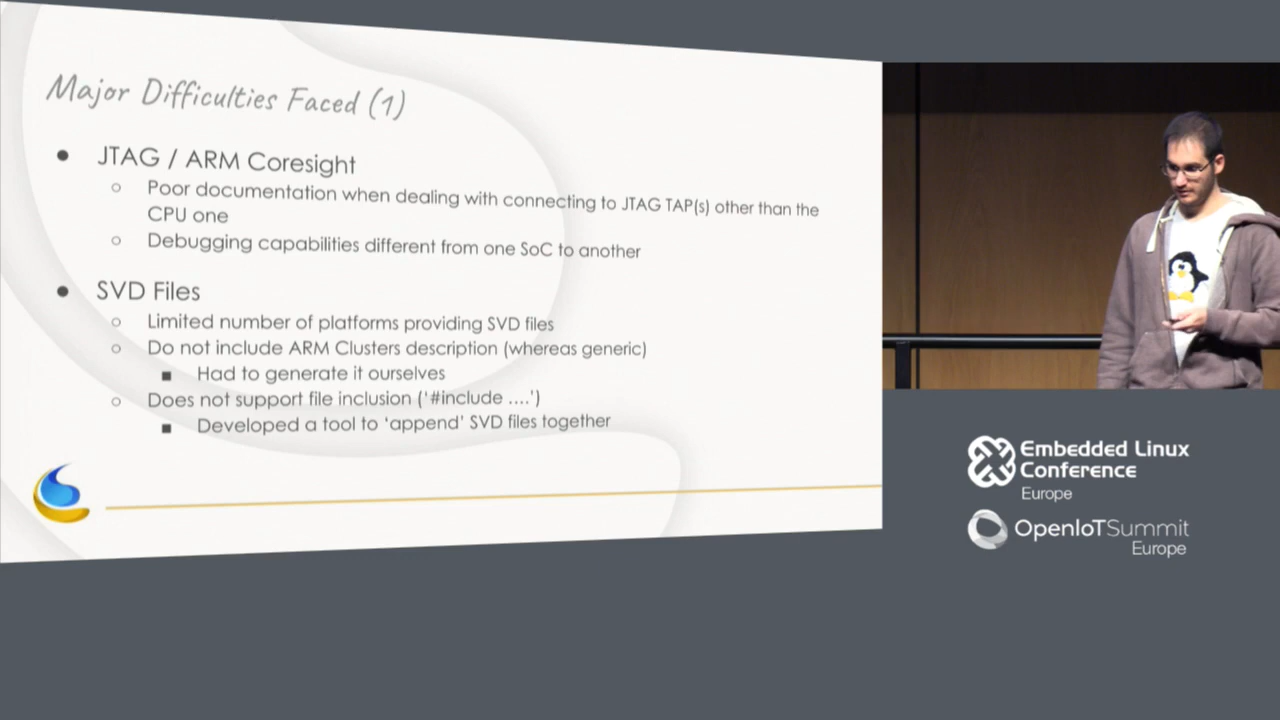 Major Difficulties Faced (1)
JTAG / ARM Coresight
Poor documentation when dealing with connecting to JTAG TAP(s) other than the
CPU one
Debugging capabilities different from one SoC to another
SVD Files
Limited number of platforms providing SVD files
Do not include ARM Clusters description (whereas generic)
Had to generate it ourselves
Does not support file inclusion (‘#include ....’)
Developed a tool to ‘append’ SVD files together
Embedded Linux
Conference
Europe
OpenIoTSummit
Europe